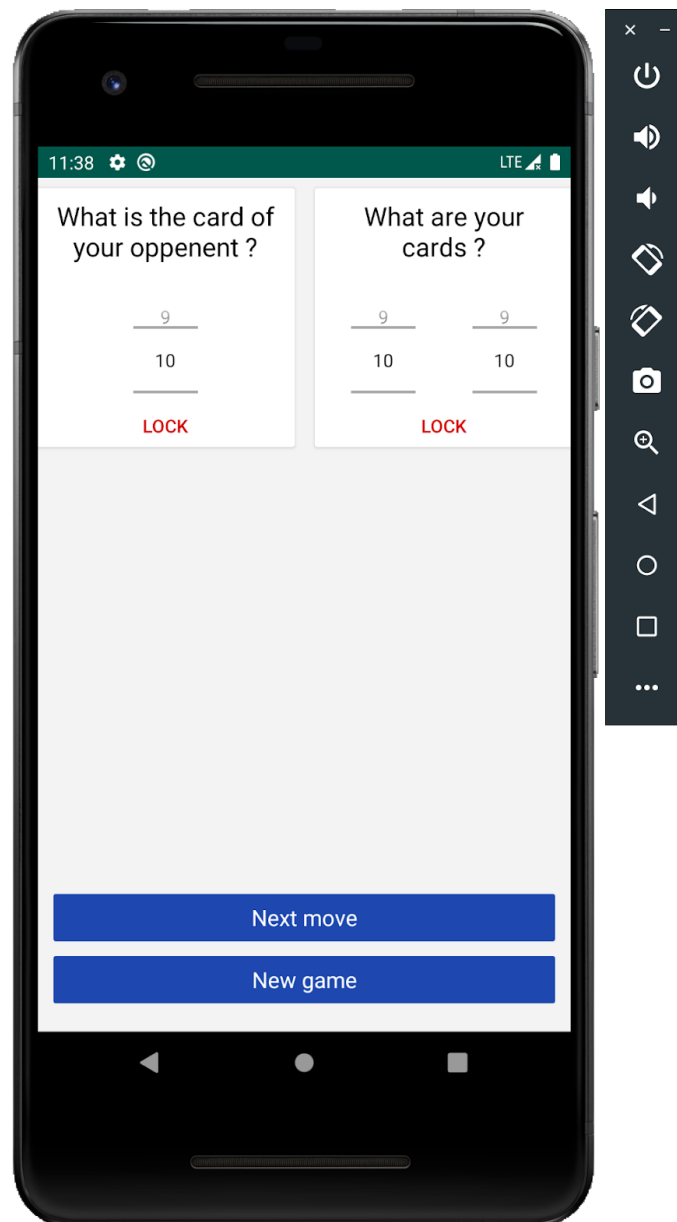 11:38
LTE
What is the card of
your oppenent ?
9
10
LOCK
What are your
cards ?
9 9
10 10
LOCK
Next move
New game